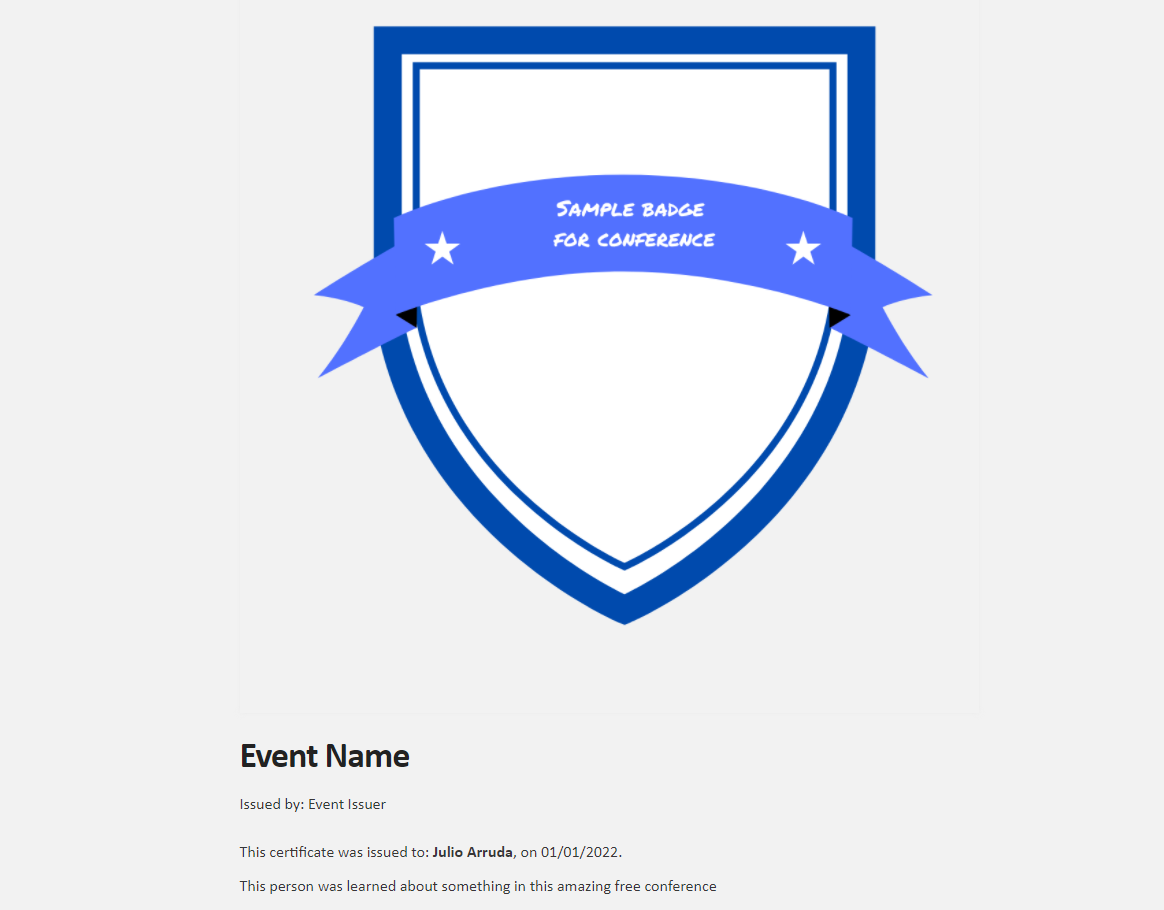 Sample badge
for conference
Event Name
Issued by: Event Issuer
This certificate was issued to: Julio Arruda, on 01/01/2022.
This person was learned about something in this amazing free conference